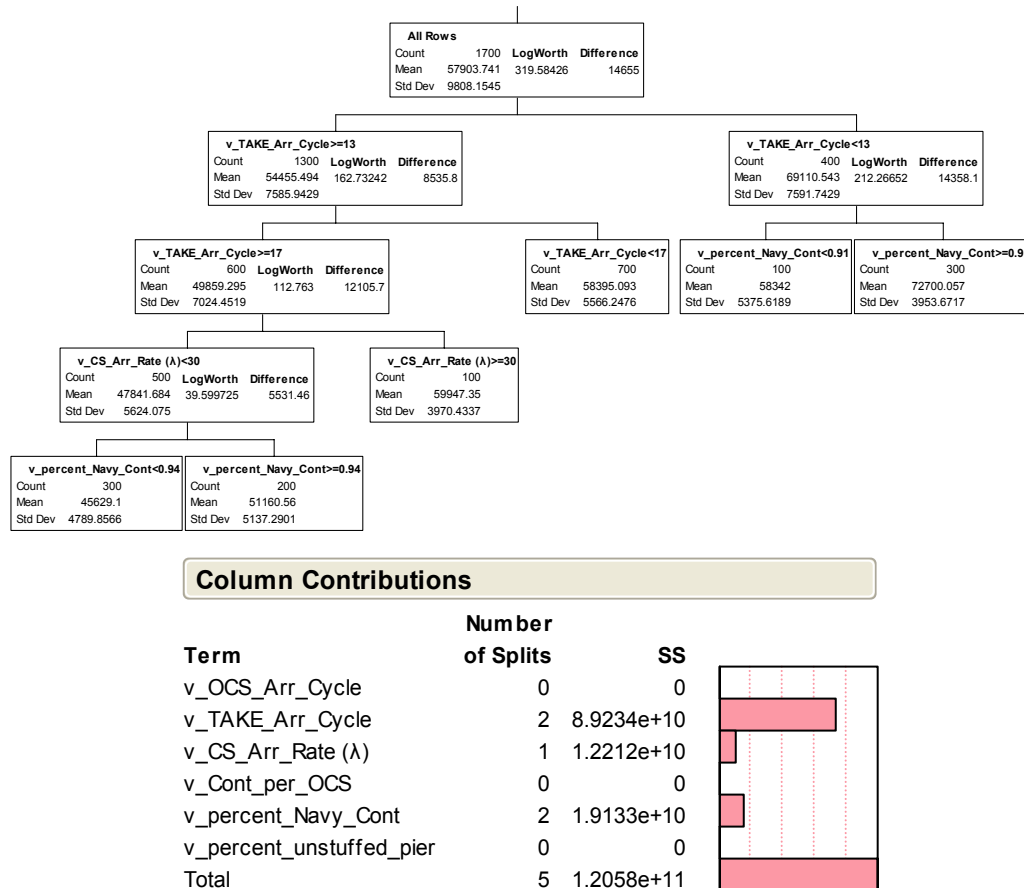 All Rows
Count 1700 LogWorth Difference
Mean 57903.741 319.58426 14655
Std Dev 9808.1545
v_TAKE_Arr_Cycle>=13
Count 1300 LogWorth Difference
Mean 54455.494 162.73242 8535.8
Std Dev 7585.9429
v_TAKE_Arr_Cycle<13
Count 400 LogWorth Difference
Mean 69110.543 212.26652 14358.1
Std Dev 7591.7429
v_TAKE_Arr_Cycle>=17
Count 600 LogWorth Difference
Mean 49859.295 112.763 12105.7
Std Dev 7024.4519
v_TAKE_Arr_Cycle<17
Count 700
Mean 58395.093
Std Dev 5566.2476
v_percent_Navy_Cont<0.91
Count 100
Mean 58342
Std Dev 5375.6189
v_percent_Navy_Cont>=0.9
Count 300
Mean 72700.057
Std Dev 3953.6717
v_CS_Arr_Rate (λ)<30
Count 500 LogWorth Difference
Mean 47841.684 39.599725 5531.46
Std Dev 5624.075
v_CS_Arr_Rate (λ)>=30
Count 100
Mean 59947.35
Std Dev 3970.4337
v_percent_Navy_Cont<0.94
Count 300
Mean 45629.1
Std Dev 4789.8566
v_percent_Navy_Cont>=0.94
Count 200
Mean 51160.56
Std Dev 5137.2901
Column Contributions
Number
Term of Splits SS
v_OCS_Arr_Cycle 0 0
v_TAKE_Arr_Cycle 2 8.9234e+10
v_CS_Arr_Rate (λ) 1 1.2212e+10
v_Cont_per_OCS 0 0
v_percent_Navy_Cont 2 1.9133e+10
v_percent_unstuffed_pier 0 0
Total 5 1.2058e+11